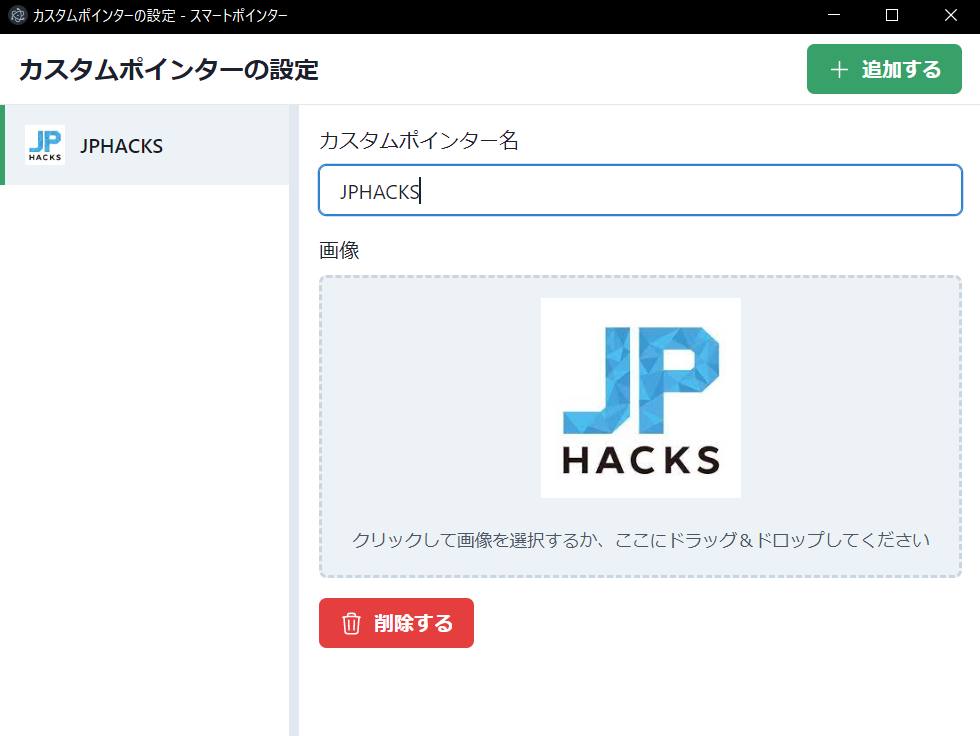 カスタムポインターの設定 - スマートポインター
カスタムポインターの設定
追加する
JP
HACKS
JPHACKS
カスタムポインター名
JPHACKS
画像
JP
HACKS
クリックして画像を選択するか、ここにドラッグ＆ドロップしてください
削除する